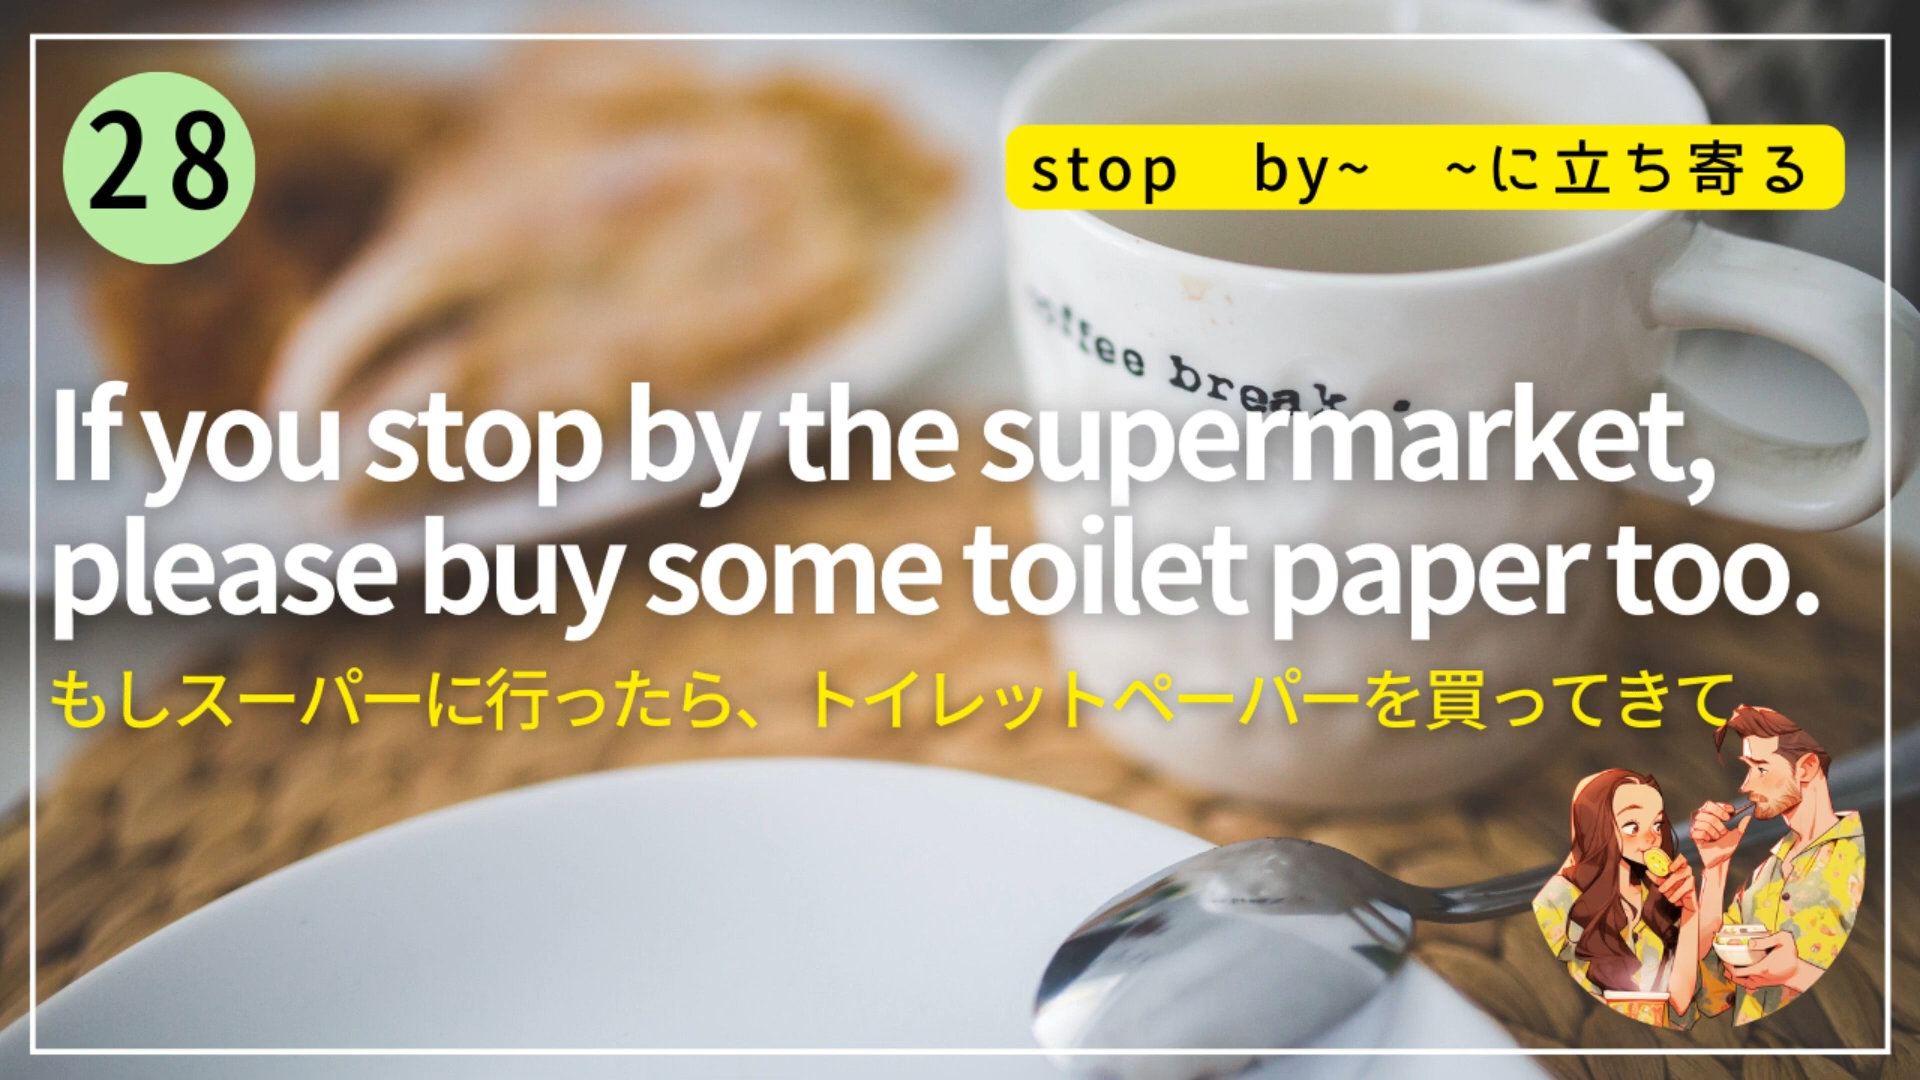 28
stop by~ ~に立ち寄る
coffee break
If you stop by the supermarket,
please buy some toilet paper too.
もしスーパーに行ったら、トイレットペーパーを買ってきて